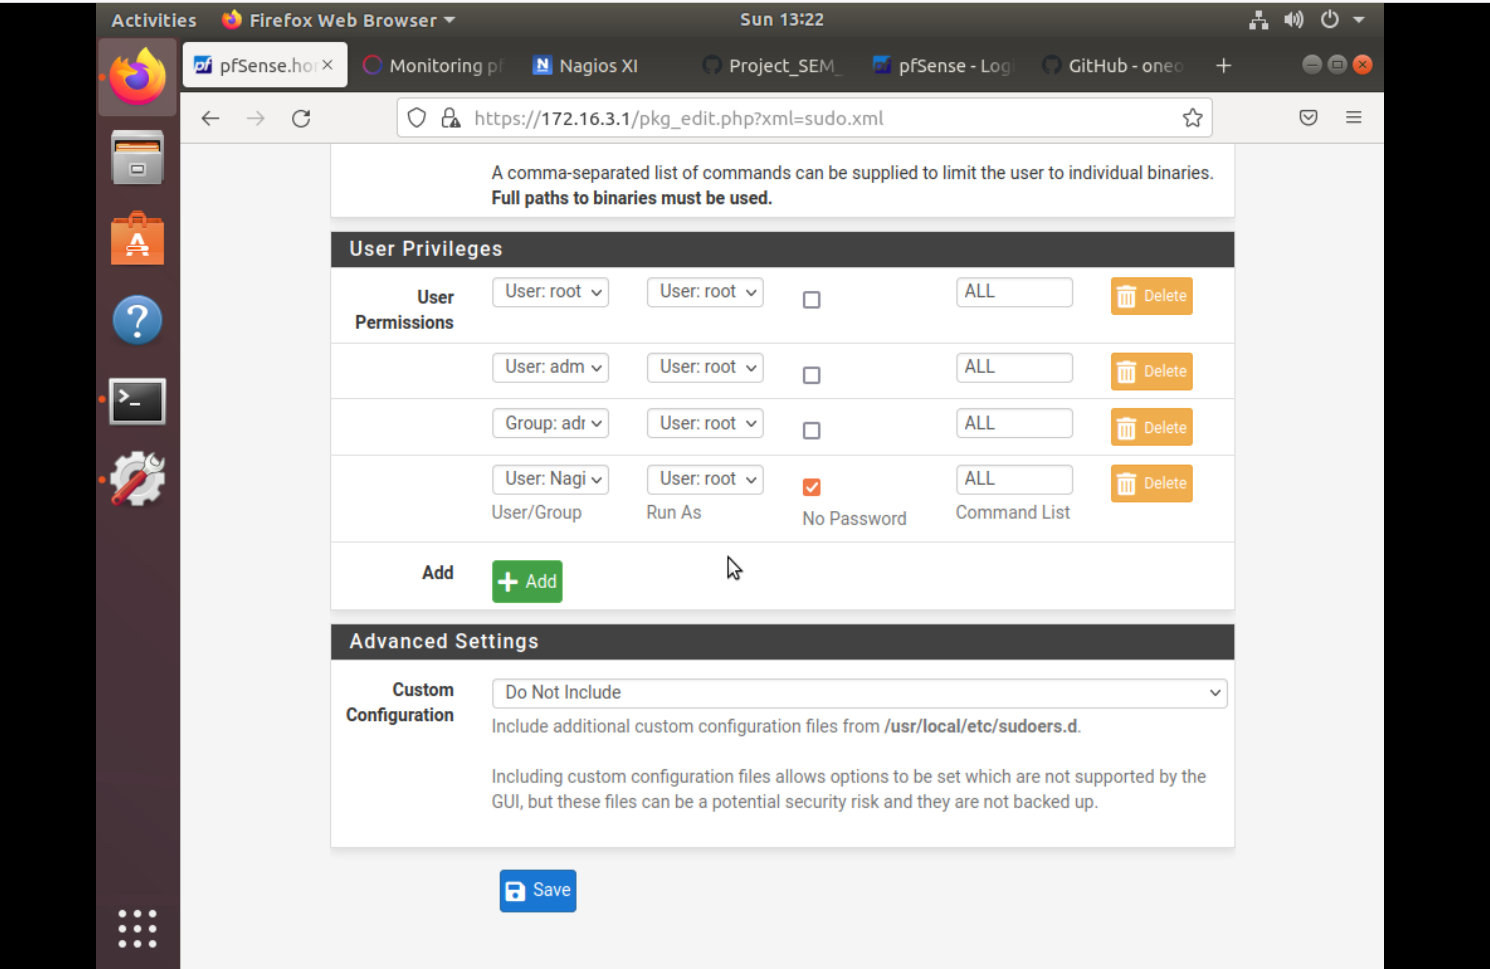 Activities Firefox Web Browser Sun 13:22
pfSense.hor Monitoring pf Nagios XI Project_SEM_ pfSense - Logi GitHub - oneo
https://172.16.3.1/pkg_edit.php?xml=sudo.xml
A comma-separated list of commands can be supplied to limit the user to individual binaries.
Full paths to binaries must be used.
User Privileges
User Permissions
User: root User: root ALL Delete
User: adm User: root ALL Delete
Group: adr User: root ALL Delete
User: Nagi User: root ALL Delete
User/Group Run As No Password Command List
Add + Add
Advanced Settings
Custom Configuration
Do Not Include
Include additional custom configuration files from /usr/local/etc/sudoers.d.
Including custom configuration files allows options to be set which are not supported by the
GUI, but these files can be a potential security risk and they are not backed up.
Save